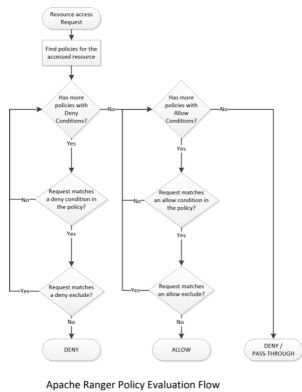 Resource access
Request
Find policies for the
accessed resource
Has more
policies with
Deny
Conditions?
No
Has more
policies with
Allow
Conditions?
No
Yes
Yes
No
Request matches
a deny condition in
the policy?
No
Request matches
an allow condition in
the policy?
Yes
Yes
Yes
Request matches
a deny exclude?
Yes
Request matches
an allow exclude?
No
No
DENY
ALLOW
DENY /
PASS-THROUGH
Apache Ranger Policy Evaluation Flow